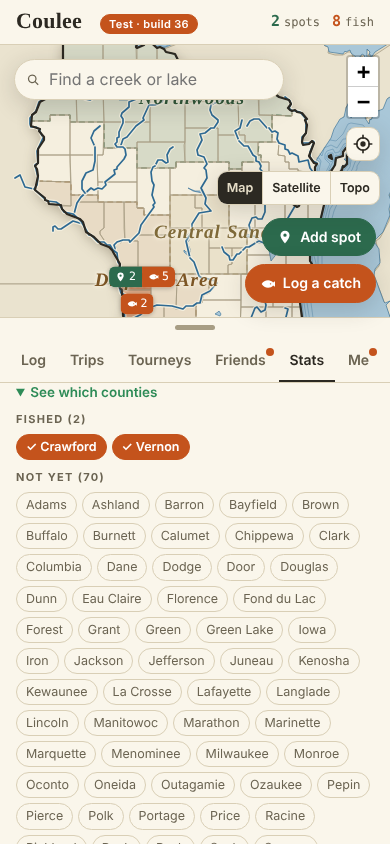 Coulee
Test · build 36
2 spots 8 fish
Find a creek or lake
Northwoods
+
−
Map Satellite Topo
Central San
Add spot
D Area
2 5
Log a catch
2
Log Trips Tourneys Friends Stats Me
▼ See which counties
FISHED (2)
✓ Crawford ✓ Vernon
NOT YET (70)
Adams Ashland Barron Bayfield Brown
Buffalo Burnett Calumet Chippewa Clark
Columbia Dane Dodge Door Douglas
Dunn Eau Claire Florence Fond du Lac
Forest Grant Green Green Lake Iowa
Iron Jackson Jefferson Juneau Kenosha
Kewaunee La Crosse Lafayette Langlade
Lincoln Manitowoc Marathon Marinette
Marquette Menominee Milwaukee Monroe
Oconto Oneida Outagamie Ozaukee Pepin
Pierce Polk Portage Price Racine